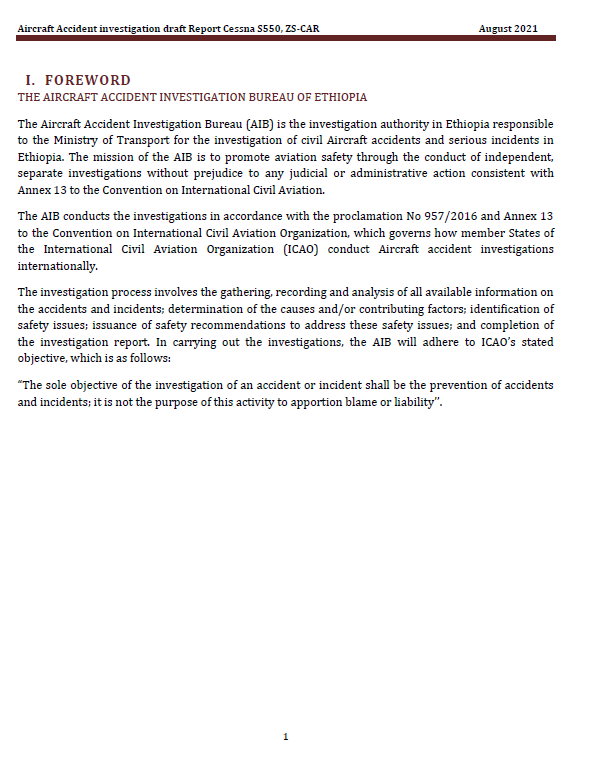 Aircraft Accident investigation draft Report Cessna S550, ZS-CAR August 2021
I. FOREWORD
THE AIRCRAFT ACCIDENT INVESTIGATION BUREAU OF ETHIOPIA
The Aircraft Accident Investigation Bureau (AIB) is the investigation authority in Ethiopia responsible
to the Ministry of Transport for the investigation of civil Aircraft accidents and serious incidents in
Ethiopia. The mission of the AIB is to promote aviation safety through the conduct of independent,
separate investigations without prejudice to any judicial or administrative action consistent with
Annex 13 to the Convention on International Civil Aviation.
The AIB conducts the investigations in accordance with the proclamation No 957/2016 and Annex 13
to the Convention on International Civil Aviation Organization, which governs how member States of
the International Civil Aviation Organization (ICAO) conduct Aircraft accident investigations
internationally.
The investigation process involves the gathering, recording and analysis of all available information on
the accidents and incidents; determination of the causes and/or contributing factors; identification of
safety issues; issuance of safety recommendations to address these safety issues; and completion of
the investigation report. In carrying out the investigations, the AIB will adhere to ICAO's stated
objective, which is as follows:
“The sole objective of the investigation of an accident or incident shall be the prevention of accidents
and incidents; it is not the purpose of this activity to apportion blame or liability”.
1